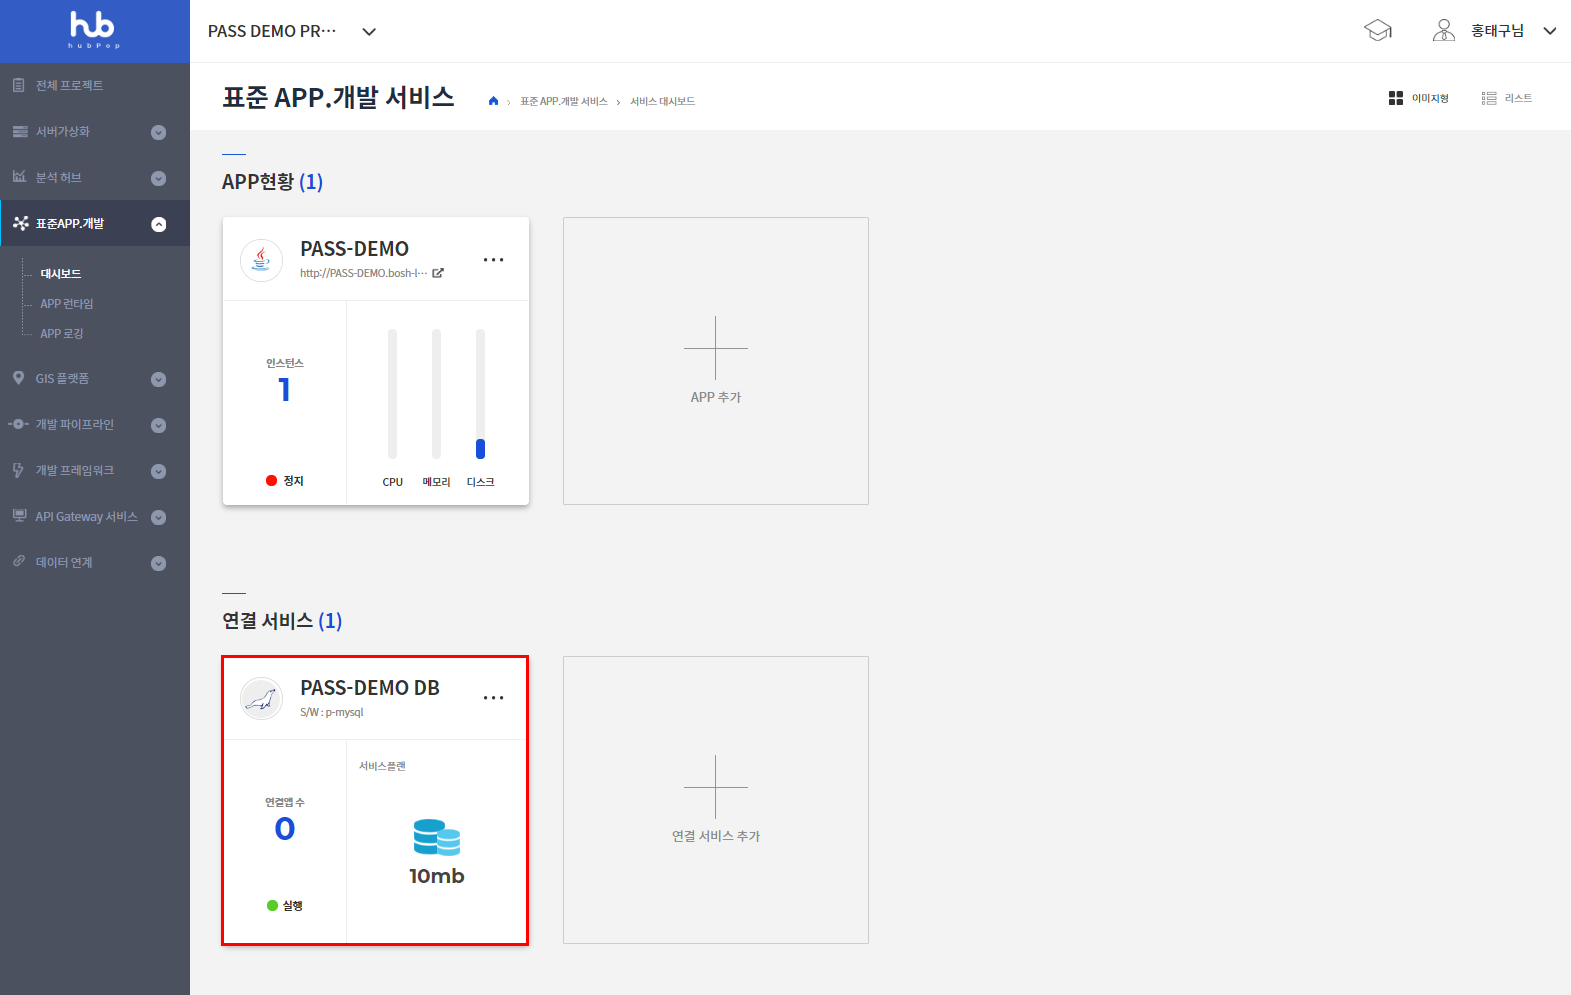 hub
hubPop
PASS DEMO PR···
홍태구님
전체 프로젝트
서버가상화
분석 허브
표준APP.개발
대시보드
APP 런타임
APP 로깅
GIS 플랫폼
개발 파이프라인
개발 프레임워크
API Gateway 서비스
데이터 연계
표준 APP.개발 서비스
표준 APP.개발 서비스 › 서비스 대시보드
이미지형
리스트
APP현황 (1)
PASS-DEMO
http://PASS-DEMO.bosh-l···
인스턴스
1
정지
CPU
메모리
디스크
APP 추가
연결 서비스 (1)
PASS-DEMO DB
S/W : p-mysql
연결앱 수
0
실행
서비스플랜
10mb
연결 서비스 추가